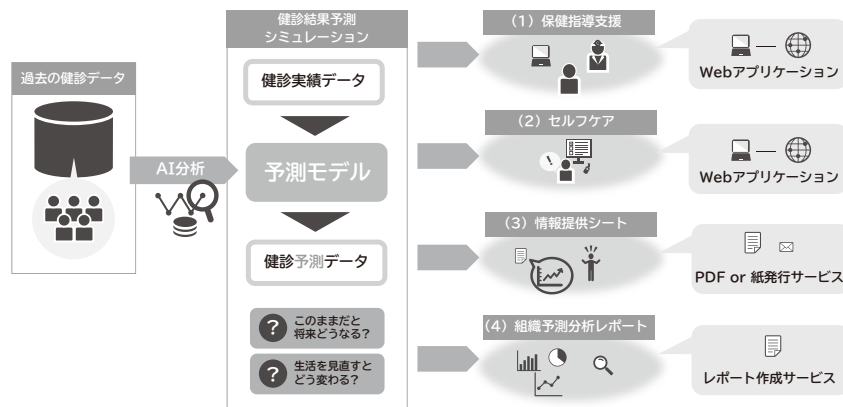 過去の健診データ
AI分析
健診結果予測
シミュレーション
健診実績データ
予測モデル
健診予測データ
? このままだと
将来どうなる?
? 生活を見直すと
どう変わる?
(1)保健指導支援
Webアプリケーション
(2)セルフケア
Webアプリケーション
(3)情報提供シート
PDF or 紙発行サービス
(4)組織予測分析レポート
レポート作成サービス